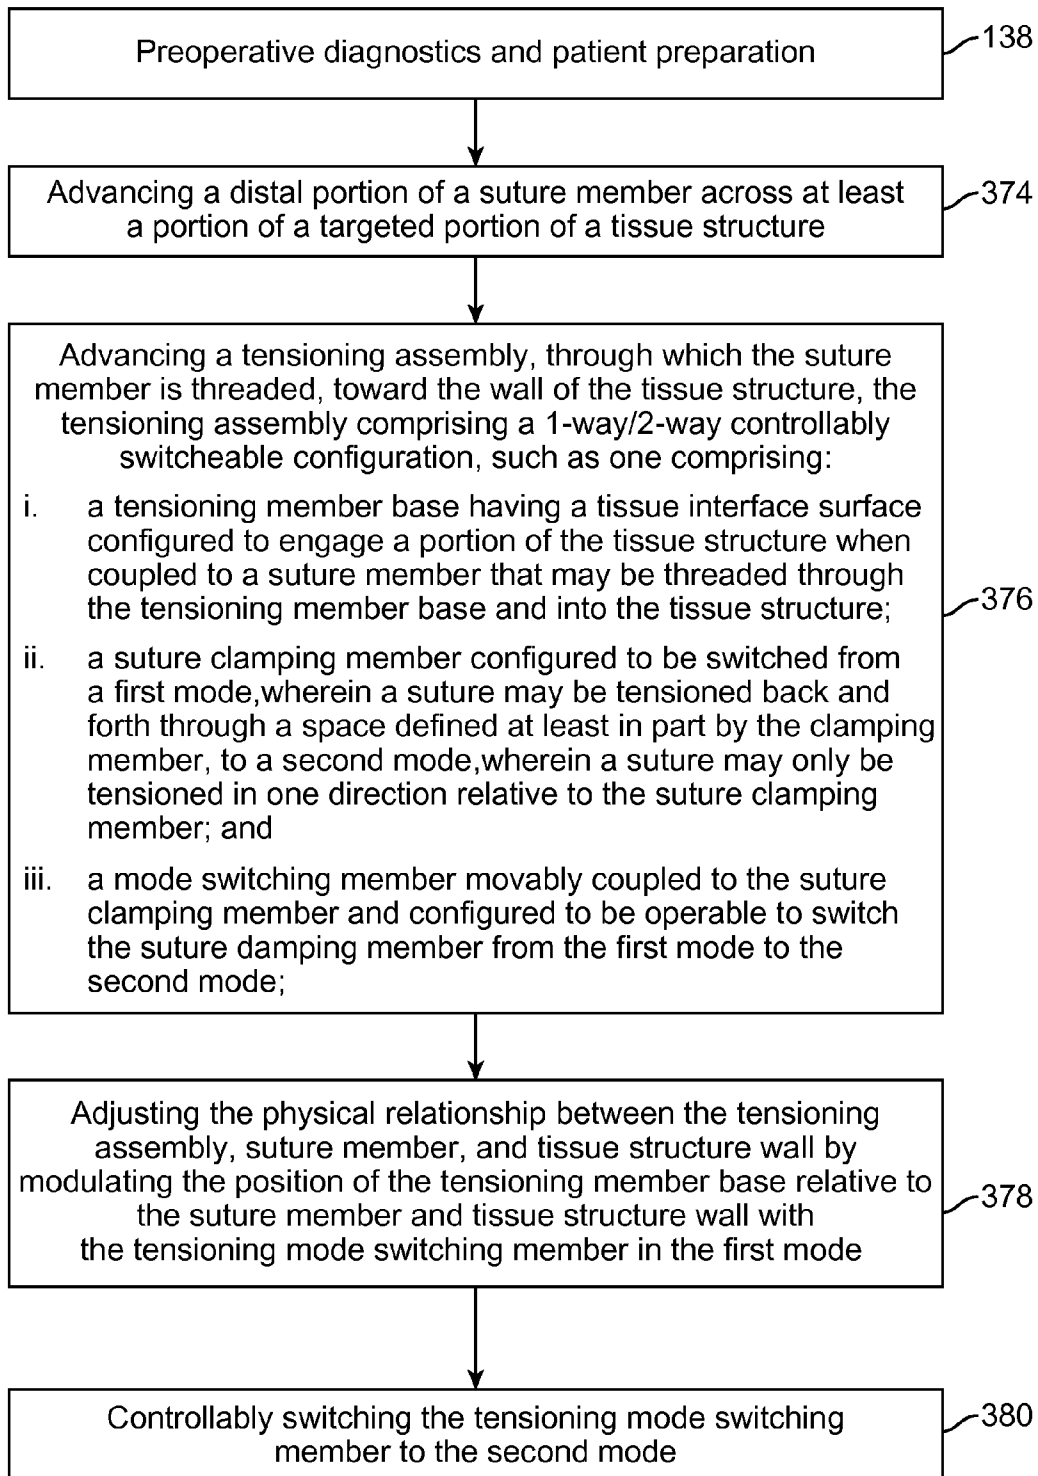 Preoperative diagnostics and patient preparation
138
Advancing a distal portion of a suture member across at least
a portion of a targeted portion of a tissue structure
374
Advancing a tensioning assembly, through which the suture
member is threaded, toward the wall of the tissue structure, the
tensioning assembly comprising a 1-way/2-way controllably
switcheable configuration, such as one comprising:
i. a tensioning member base having a tissue interface surface
configured to engage a portion of the tissue structure when
coupled to a suture member that may be threaded through
the tensioning member base and into the tissue structure;
ii. a suture clamping member configured to be switched from
a first mode,wherein a suture may be tensioned back and
forth through a space defined at least in part by the clamping
member, to a second mode,wherein a suture may only be
tensioned in one direction relative to the suture clamping
member; and
iii. a mode switching member movably coupled to the suture
clamping member and configured to be operable to switch
the suture damping member from the first mode to the
second mode;
376
Adjusting the physical relationship between the tensioning
assembly, suture member, and tissue structure wall by
modulating the position of the tensioning member base relative to
the suture member and tissue structure wall with
the tensioning mode switching member in the first mode
378
Controllably switching the tensioning mode switching
member to the second mode
380